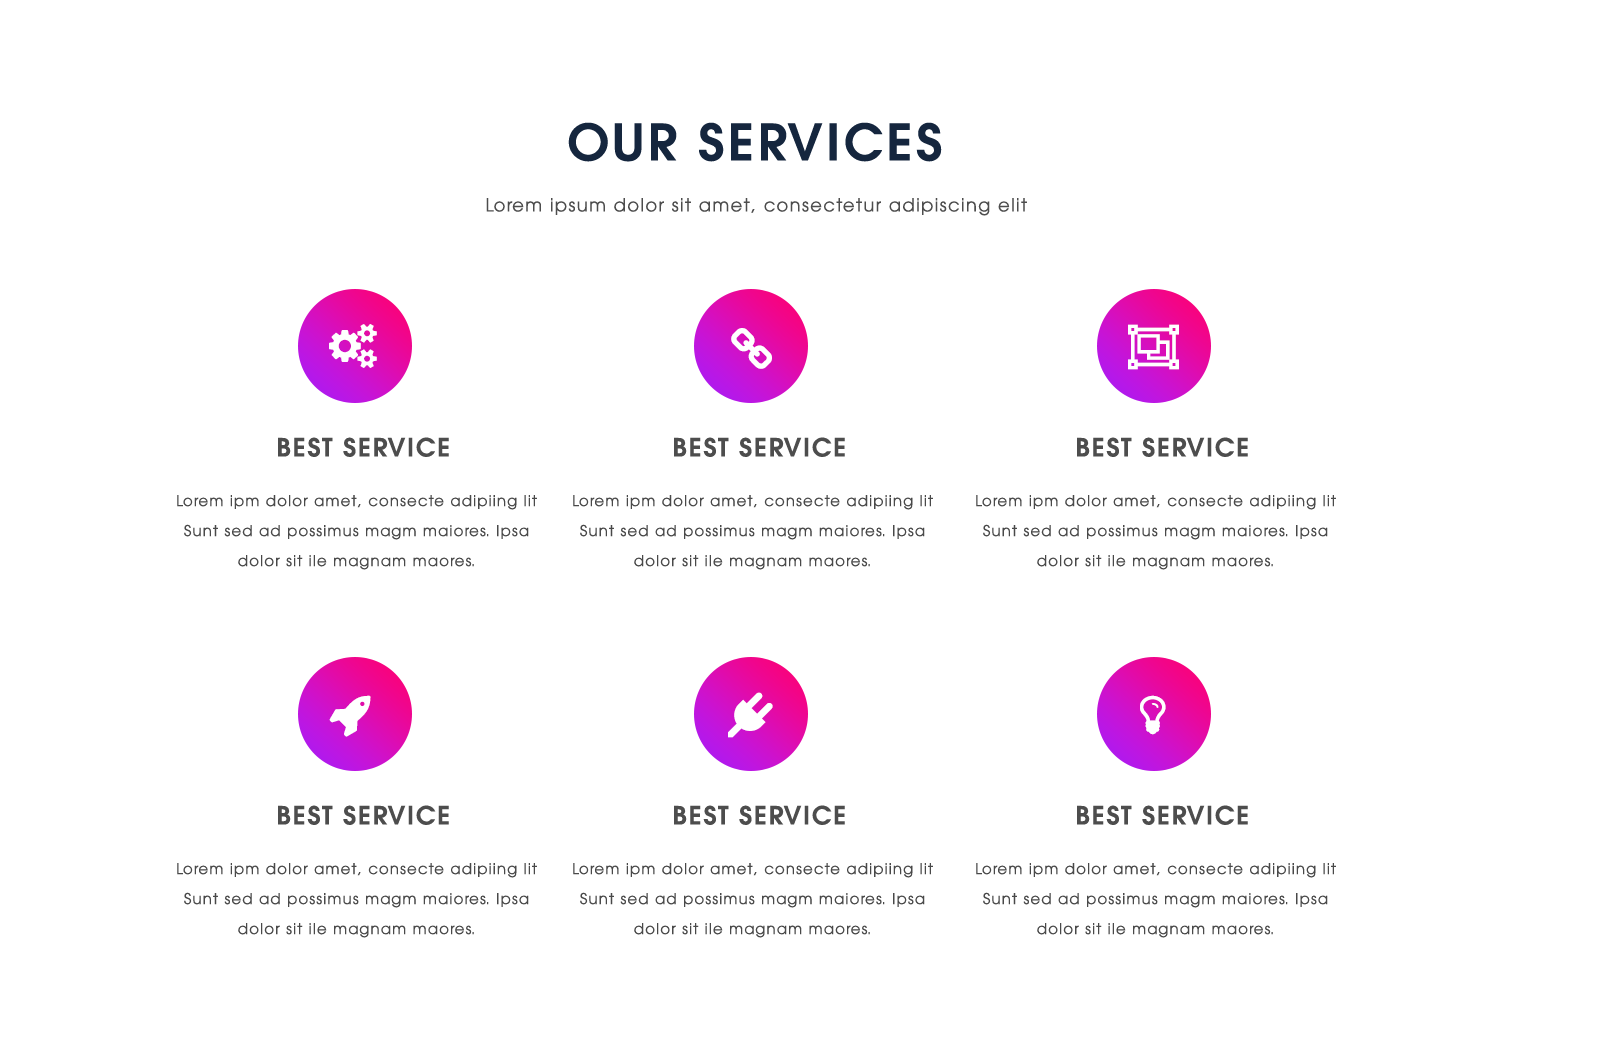 OUR SERVICES
Lorem ipsum dolor sit amet, consectetur adipiscing elit
BEST SERVICE
Lorem ipm dolor amet, consecte adipiing lit
Sunt sed ad possimus magm maiores. Ipsa
dolor sit ile magnam maores.
BEST SERVICE
Lorem ipm dolor amet, consecte adipiing lit
Sunt sed ad possimus magm maiores. Ipsa
dolor sit ile magnam maores.
BEST SERVICE
Lorem ipm dolor amet, consecte adipiing lit
Sunt sed ad possimus magm maiores. Ipsa
dolor sit ile magnam maores.
BEST SERVICE
Lorem ipm dolor amet, consecte adipiing lit
Sunt sed ad possimus magm maiores. Ipsa
dolor sit ile magnam maores.
BEST SERVICE
Lorem ipm dolor amet, consecte adipiing lit
Sunt sed ad possimus magm maiores. Ipsa
dolor sit ile magnam maores.
BEST SERVICE
Lorem ipm dolor amet, consecte adipiing lit
Sunt sed ad possimus magm maiores. Ipsa
dolor sit ile magnam maores.